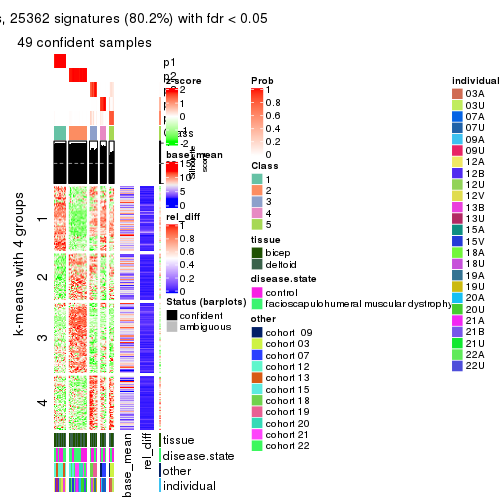 s, 25362 signatures (80.2%) with fdr < 0.05
49 confident samples
p1
p2
z-score
2
1
0
-1
-2
base_mean
15
10
5
0
rel_diff
1
0.8
0.6
0.4
0.2
0
Status (barplots)
confident
ambiguous
Prob
1
0.8
0.6
0.4
0.2
0
Class
1
2
3
4
5
tissue
bicep
deltoid
disease.state
control
facioscapulohumeral muscular dystrophy
other
cohort 09
cohort 03
cohort 07
cohort 12
cohort 13
cohort 15
cohort 18
cohort 19
cohort 20
cohort 21
cohort 22
individual
03A
03U
07A
07U
09A
09U
12A
12B
12U
12V
13B
13U
15A
15V
18A
18U
19A
19U
20A
20U
21A
21B
21U
22A
22U
k-means with 4 groups
1
2
3
4
base_mean
rel_diff
tissue
disease.state
other
individual